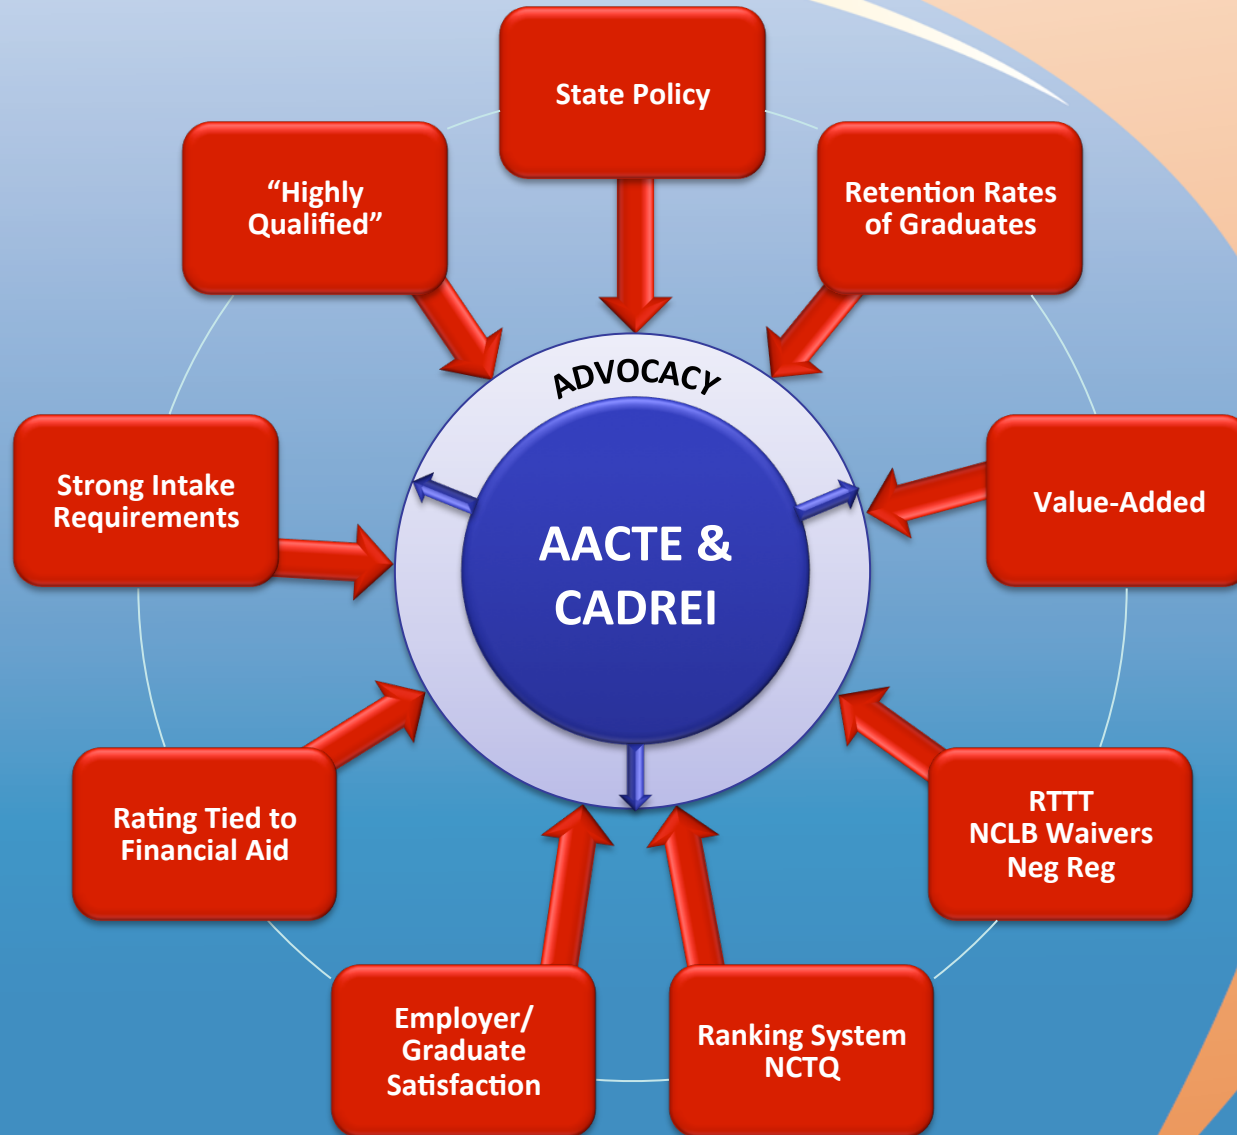 State Policy
“Highly
Qualified”
Retention Rates
of Graduates
ADVOCACY
Strong Intake
Requirements
AACTE &
CADREI
Value-Added
Rating Tied to
Financial Aid
RTTT
NCLB Waivers
Neg Reg
Employer/
Graduate
Satisfaction
Ranking System
NCTQ